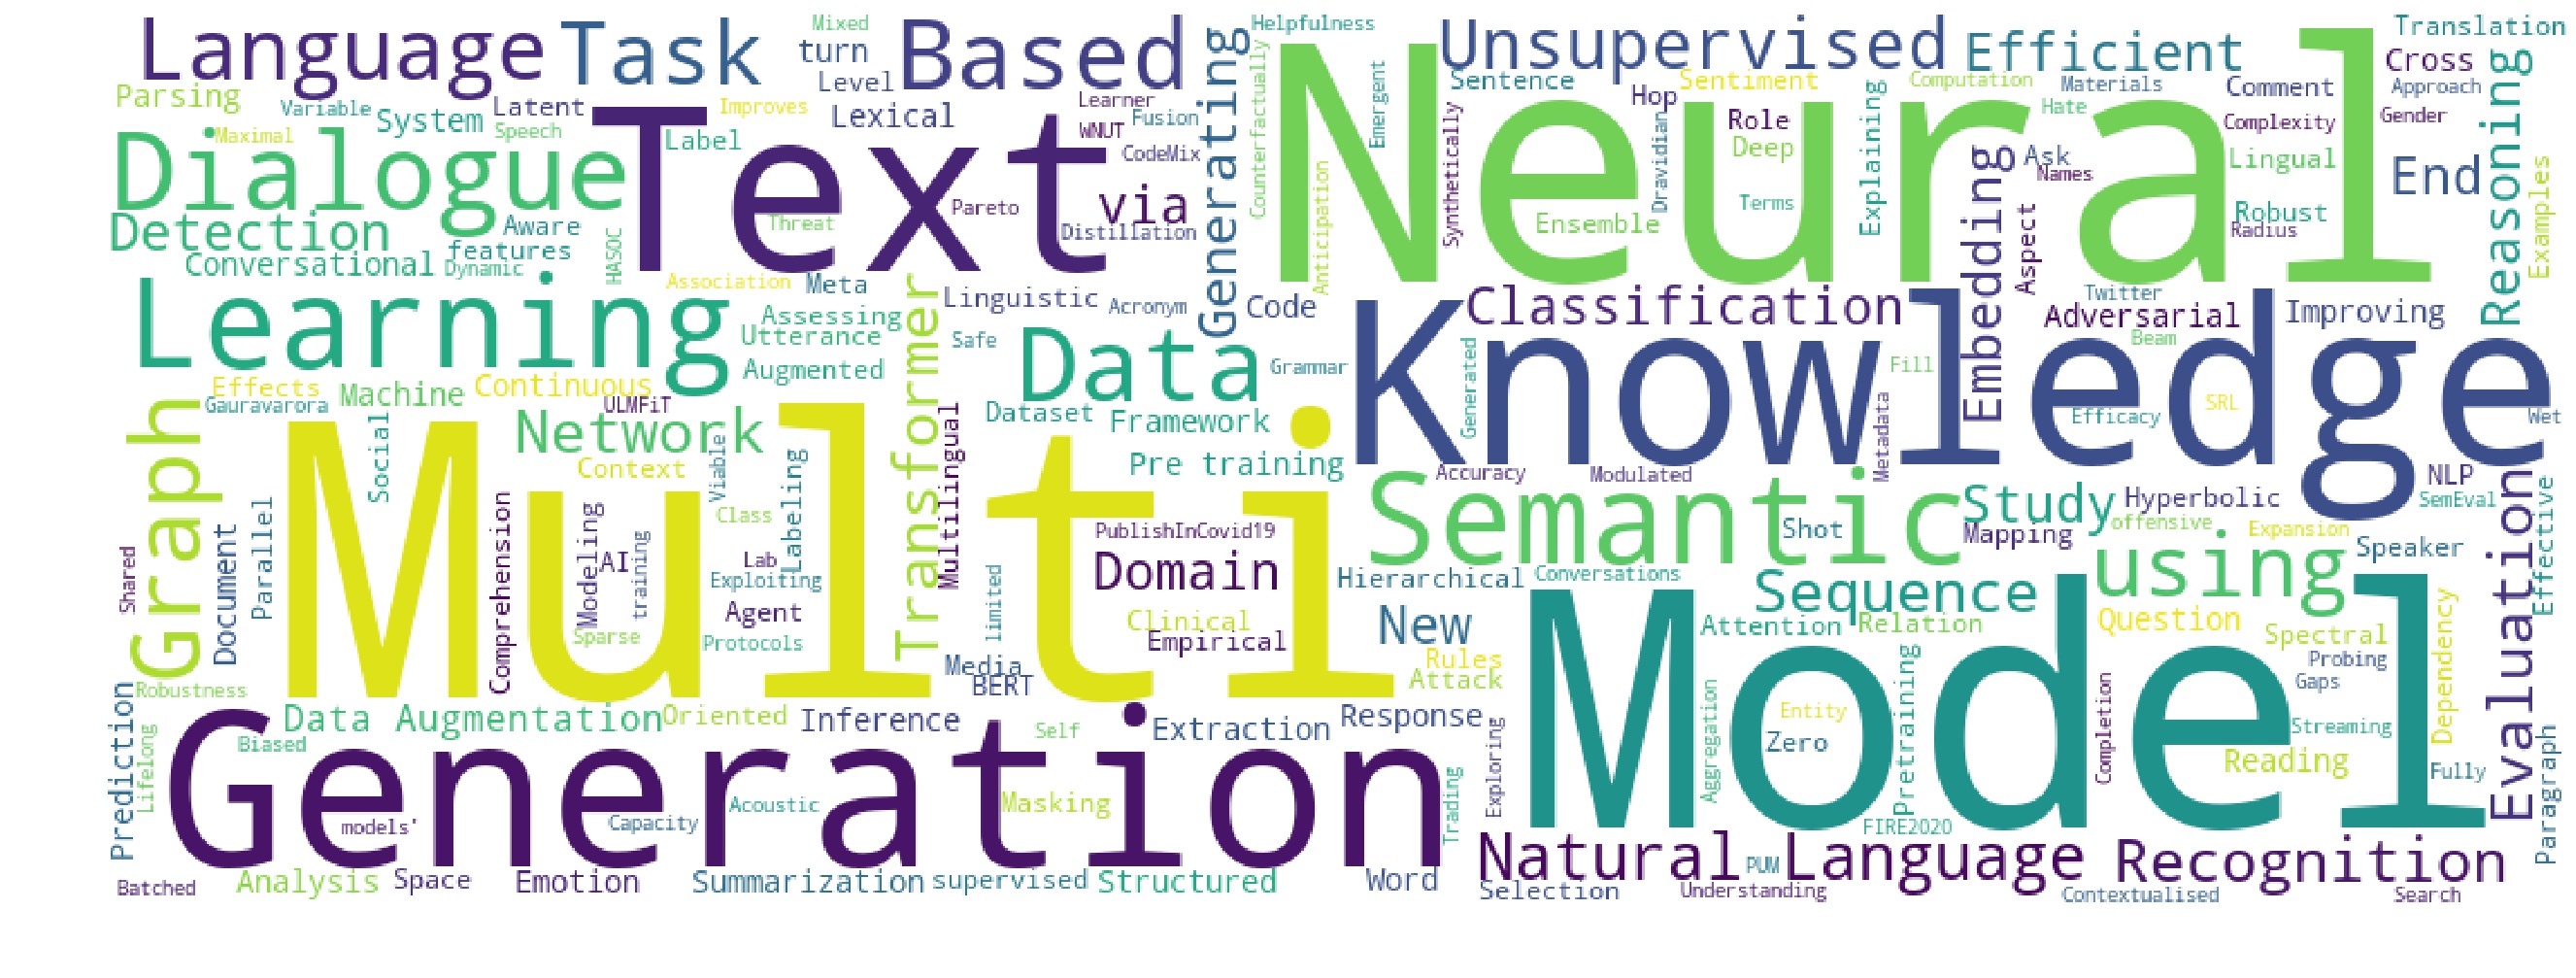 Language
Task
Mixed
turn
Based
Helpfulness
Unsupervised
Efficient
Translation
Parsing
Variable
System
Latent
Level
Improves
Lexical
Learner
Fusion
WNUT
CodeMix
Generating
Counterfactually
Neural
Emergent
Sentence
Synthetically
Sentiment
Hop
Role
Deep
Dravidian
Computation
Explaining
Materials
Hate
Comment
Complexity
Cross
Approach
Gender
Reasoning
Maximal
Speech
Dialogue
Text
Label
Threat
Pareto
via
Distillation
Anticipation
Ensemble
Terms
Embedding
Ask
Names
Lingual
End
Examples
Robust
Radius
Aspect
Detection
Aware
features
Conversational
Dynamic
HASOC
Association
Meta
Linguistic
Acronym
Code
Classification
Twitter
Adversarial
Improving
Beam
Learning
Assessing
Utterance
Augmented
Transformer
Safe
Data
Grammar
Knowledge
Generated
Fill
Metadata
Efficacy
SRL
Wet
Effects
Gauravarora
Machine
Continuous
ULMFiT
Dataset
Framework
Graph
Social
Network
Context
Viable
Labeling
Multilingual
Pre training
Accuracy
Modulated
Semantic
Study
Hyperbolic
NLP
SemEval
Evaluation
Effective
Multi
Parallel
Document
Shared
Comprehension
Modeling
AI
training
Class
Lab
Exploiting
Agent
Sparse
Protocols
limited
PublishInCovid19
Domain
Clinical
Empirical
Hierarchical
Conversations
Shot
Mapping
offensive
Expansion
Speaker
using
Sequence
New
Attention
Relation
Question
Spectral
Probing
Gaps
Dependency
Media
BERT
Rules
Attack
Model
Robustness
Prediction
Lifelong
Data Augmentation
Oriented
Inference
Self
Extraction
Response
Exploring
Aggregation
Entity
Zero
Pretraining
Completion
Streaming
Reading
Fully
Paragraph
Biased
Generation
models'
Capacity
Acoustic
Masking
Trading
FIRE2020
Natural Language
PUM
Recognition
Batched
Analysis
Space
Emotion
Summarization
supervised
Structured
Word
Selection
Understanding
Contextualised
Search